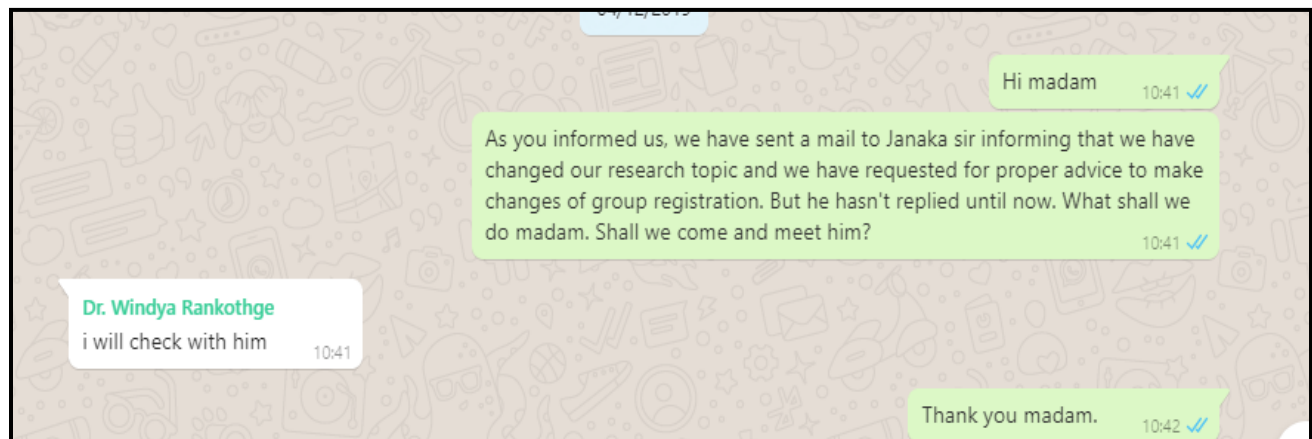 04/12/2019
Hi madam
10:41
As you informed us, we have sent a mail to Janaka sir informing that we have
changed our research topic and we have requested for proper advice to make
changes of group registration. But he hasn't replied until now. What shall we
do madam. Shall we come and meet him?
10:41
Dr. Windya Rankothge
i will check with him
10:41
Thank you madam.
10:42